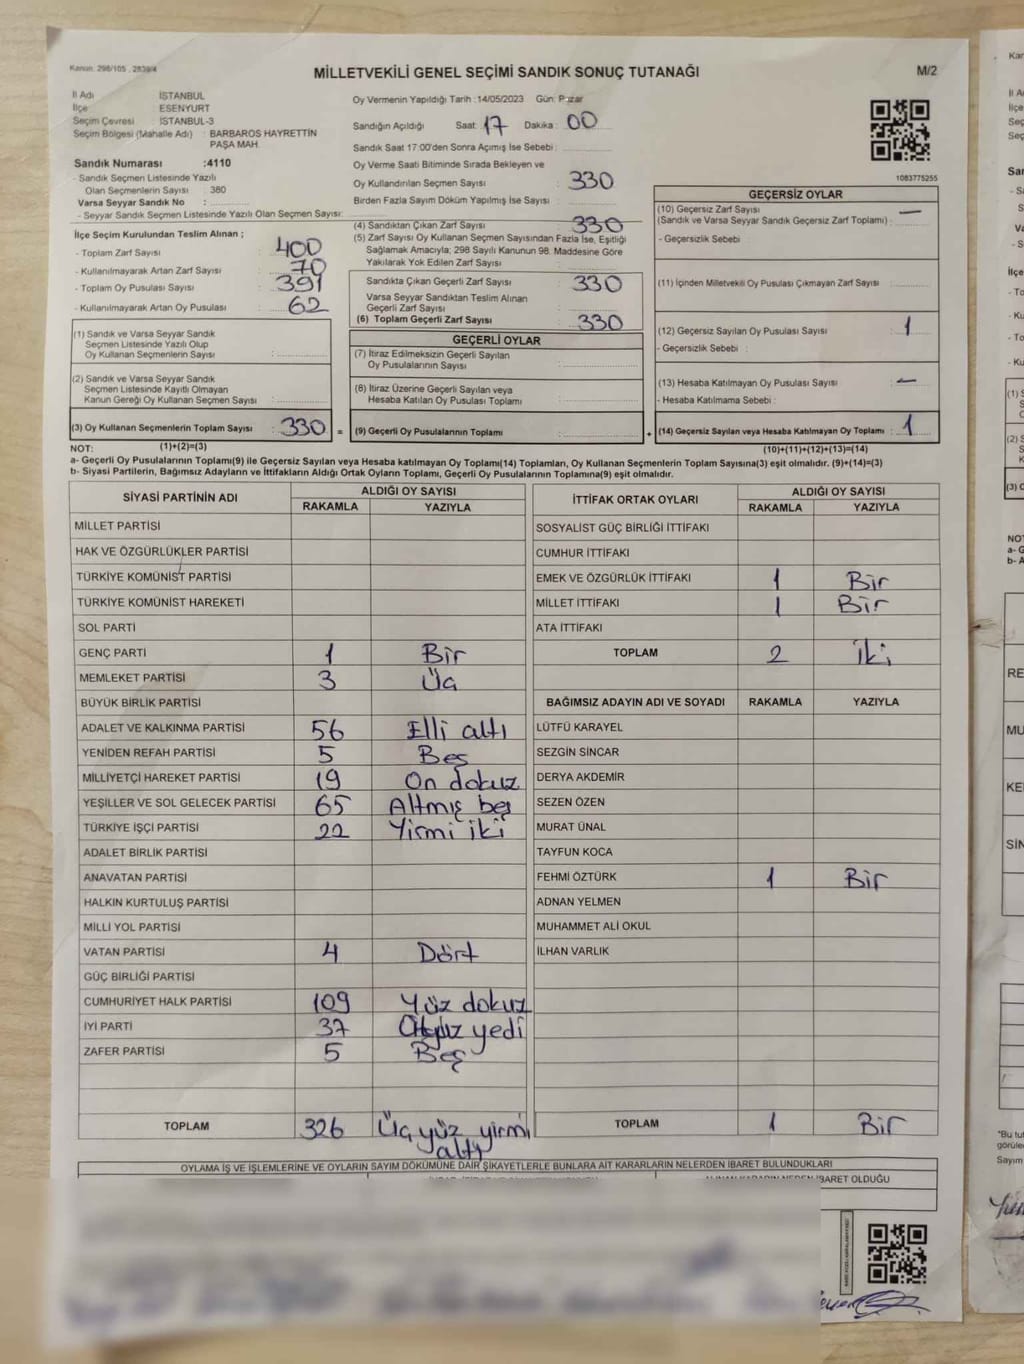 Kanun. 298/105 . 2839/4
MİLLETVEKİLİ GENEL SEÇİMİ SANDIK SONUÇ TUTANAĞI
M/2
İl Adı İSTANBUL
İlçe ESENYURT
Seçim Çevresi : İSTANBUL-3
Seçim Bölgesi (Mahalle Adı) : BARBAROS HAYRETTİN
PAŞA MAH.
Sandık Numarası :4110
- Sandık Seçmen Listesinde Yazılı
Olan Seçmenlerin Sayısı : 380
Varsa Seyyar Sandık No :
- Seyyar Sandık Seçmen Listesinde Yazılı Olan Seçmen Sayısı:
İlçe Seçim Kurulundan Teslim Alınan ;
- Toplam Zarf Sayısı : 400
- Kullanılmayarak Artan Zarf Sayısı : 70
- Toplam Oy Pusulası Sayısı : 391
- Kullanılmayarak Artan Oy Pusulası : 62
(1) Sandık ve Varsa Seyyar Sandık
Seçmen Listesinde Yazılı Olup
Oy Kullanan Seçmenlerin Sayısı :
(2) Sandık ve Varsa Seyyar Sandık
Seçmen Listesinde Kayıtlı Olmayan
Kanun Gereği Oy Kullanan Seçmen Sayısı :
(3) Oy Kullanan Seçmenlerin Toplam Sayısı : 330 =
Oy Vermenin Yapıldığı Tarih :14/05/2023 Gün: Pazar
Sandığın Açıldığı Saat: 17 Dakika : 00
Sandık Saat 17:00'den Sonra Açımış İse Sebebi :
Oy Verme Saati Bitiminde Sırada Bekleyen ve
Oy Kullandırılan Seçmen Sayısı : 330
Birden Fazla Sayım Döküm Yapılmış İse Sayısı :
(4) Sandıktan Çıkan Zarf Sayısı : 330
(5) Zarf Sayısı Oy Kullanan Seçmen Sayısından Fazla İse, Eşitliği
Sağlamak Amacıyla; 298 Sayılı Kanunun 98. Maddesine Göre
Yakılarak Yok Edilen Zarf Sayısı :
Sandıkta Çıkan Geçerli Zarf Sayısı : 330
Varsa Seyyar Sandıktan Teslim Alınan
Geçerli Zarf Sayısı :
(6) Toplam Geçerli Zarf Sayısı : 330
GEÇERLİ OYLAR
(7) İtiraz Edilmeksizin Geçerli Sayılan
Oy Pusulalarının Sayısı :
(8) İtiraz Üzerine Geçerli Sayılan veya
Hesaba Katılan Oy Pusulası Toplamı :
(9) Geçerli Oy Pusulalarının Toplamı : +
1083775255
GEÇERSİZ OYLAR
(10) Geçersiz Zarf Sayısı : —
(Sandık ve Varsa Seyyar Sandık Geçersiz Zarf Toplamı) :
- Geçersizlik Sebebi :
(11) İçinden Milletvekili Oy Pusulası Çıkmayan Zarf Sayısı :
(12) Geçersiz Sayılan Oy Pusulası Sayısı : 1
- Geçersizlik Sebebi :
(13) Hesaba Katılmayan Oy Pusulası Sayısı : —
- Hesaba Katılmama Sebebi :
(14) Geçersiz Sayılan veya Hesaba Katılmayan Oy Toplamı : 1
NOT: (1)+(2)=(3) (10)+(11)+(12)+(13)=(14)
a- Geçerli Oy Pusulalarının Toplamı(9) ile Geçersiz Sayılan veya Hesaba katılmayan Oy Toplamı(14) Toplamları, Oy Kullanan Seçmenlerin Toplam Sayısına(3) eşit olmalıdır. (9)+(14)=(3)
b- Siyasi Partilerin, Bağımsız Adayların ve İttifakların Aldığı Ortak Oyların Toplamı, Geçerli Oy Pusulalarının Toplamına(9) eşit olmalıdır.
SİYASİ PARTİNİN ADI ALDIĞI OY SAYISI
RAKAMLA YAZIYLA
MİLLET PARTİSİ
HAK VE ÖZGÜRLÜKLER PARTİSİ
TÜRKİYE KOMÜNİST PARTİSİ
TÜRKİYE KOMÜNİST HAREKETİ
SOL PARTİ
GENÇ PARTİ 1 Bir
MEMLEKET PARTİSİ 3 Üç
BÜYÜK BİRLİK PARTİSİ
ADALET VE KALKINMA PARTİSİ 56 Elli altı
YENİDEN REFAH PARTİSİ 5 Beş
MİLLİYETÇİ HAREKET PARTİSİ 19 On dokuz
YEŞİLLER VE SOL GELECEK PARTİSİ 65 Altmış beş
TÜRKİYE İŞÇİ PARTİSİ 22 Yirmi iki
ADALET BİRLİK PARTİSİ
ANAVATAN PARTİSİ
HALKIN KURTULUŞ PARTİSİ
MİLLİ YOL PARTİSİ
VATAN PARTİSİ 4 Dört
GÜÇ BİRLİĞİ PARTİSİ
CUMHURİYET HALK PARTİSİ 109 Yüz dokuz
İYİ PARTİ 37 Otuz yedi
ZAFER PARTİSİ 5 Beş
TOPLAM 326 Üç yüz yirmi
altı
İTTİFAK ORTAK OYLARI ALDIĞI OY SAYISI
RAKAMLA YAZIYLA
SOSYALİST GÜÇ BİRLİĞİ İTTİFAKI
CUMHUR İTTİFAKI
EMEK VE ÖZGÜRLÜK İTTİFAKI 1 Bir
MİLLET İTTİFAKI 1 Bir
ATA İTTİFAKI
TOPLAM 2 İki
BAĞIMSIZ ADAYIN ADI VE SOYADI RAKAMLA YAZIYLA
LÜTFÜ KARAYEL
SEZGİN SİNCAR
DERYA AKDEMİR
SEZEN ÖZEN
MURAT ÜNAL
TAYFUN KOCA
FEHMİ ÖZTÜRK 1 Bir
ADNAN YELMEN
MUHAMMET ALİ OKUL
İLHAN VARLIK
TOPLAM 1 Bir
OYLAMA İŞ VE İŞLEMLERİNE VE OYLARIN SAYIM DÖKÜMÜNE DAİR ŞİKAYETLERLE BUNLARA AİT KARARLARIN NELERDEN İBARET BULUNDUKLARI
İBARET OLDUĞU